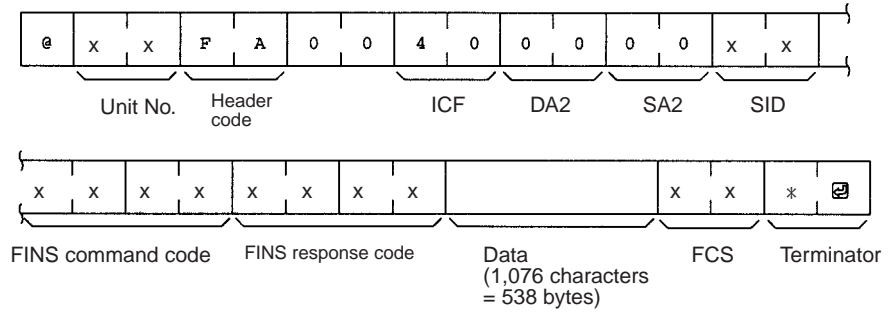 @ x x F A 0 0 4 0 0 0 0 0 x x
Unit No. Header code ICF DA2 SA2 SID
x x x x x x x x x x * ↵
FINS command code FINS response code Data (1,076 characters = 538 bytes) FCS Terminator